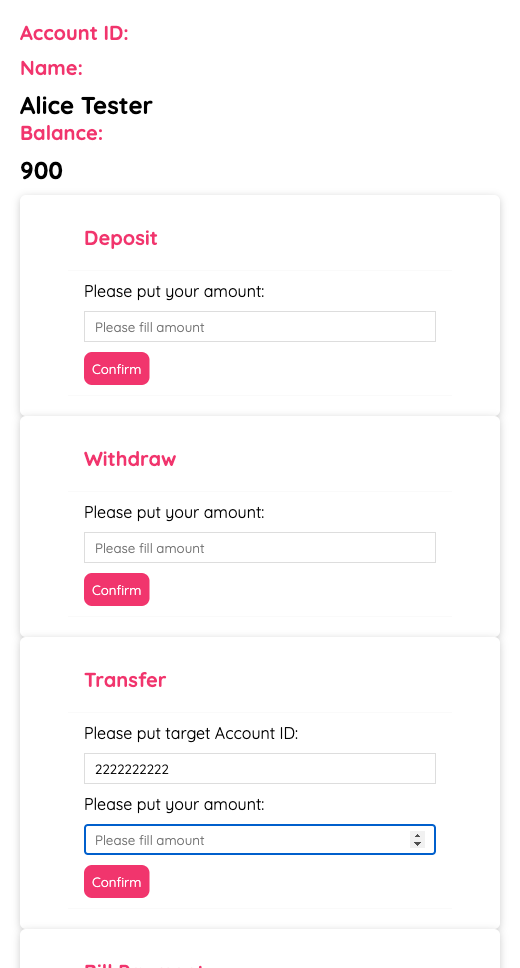 Account ID:
Name:
Alice Tester
Balance:
900
Deposit
Please put your amount:
Please fill amount
Confirm
Withdraw
Please put your amount:
Please fill amount
Confirm
Transfer
Please put target Account ID:
2222222222
Please put your amount:
Please fill amount
Confirm